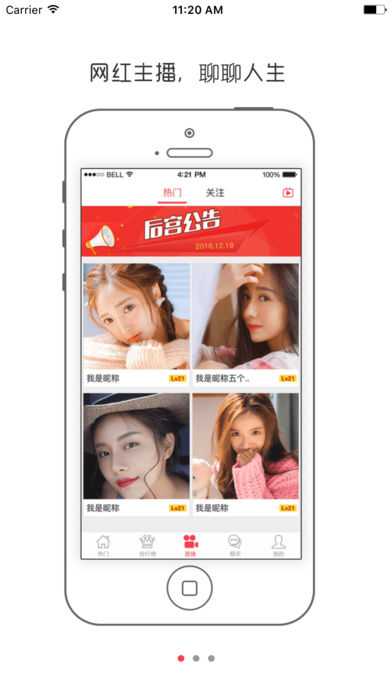 Carrier 11:20 AM
网红主播，聊聊人生
BELL 4:21 PM 100%
热门 关注
后宫公告
2016.12.19
我是昵称 Lv21
我是昵称五个.. Lv21
我是昵称 Lv21
我是昵称 Lv21
热门 排行榜 直播 聊天 我的